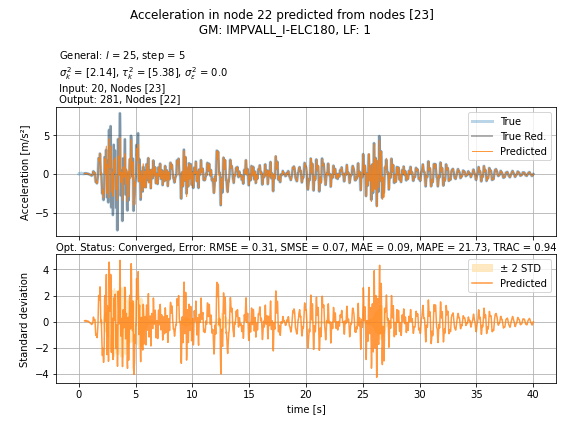 Acceleration in node 22 predicted from nodes [23]
GM: IMPVALL_I-ELC180, LF: 1
General: l = 25, step = 5
σ²ₖ = [2.14], τ²ₖ = [5.38], σ²ε = 0.0
Input: 20, Nodes [23]
Output: 281, Nodes [22]
True
True Red.
Predicted
5
0
−5
Acceleration [m/s²]
Opt. Status: Converged, Error: RMSE = 0.31, SMSE = 0.07, MAE = 0.09, MAPE = 21.73, TRAC = 0.94
± 2 STD
Predicted
4
2
0
−2
−4
Standard deviation
0 5 10 15 20 25 30 35 40
time [s]